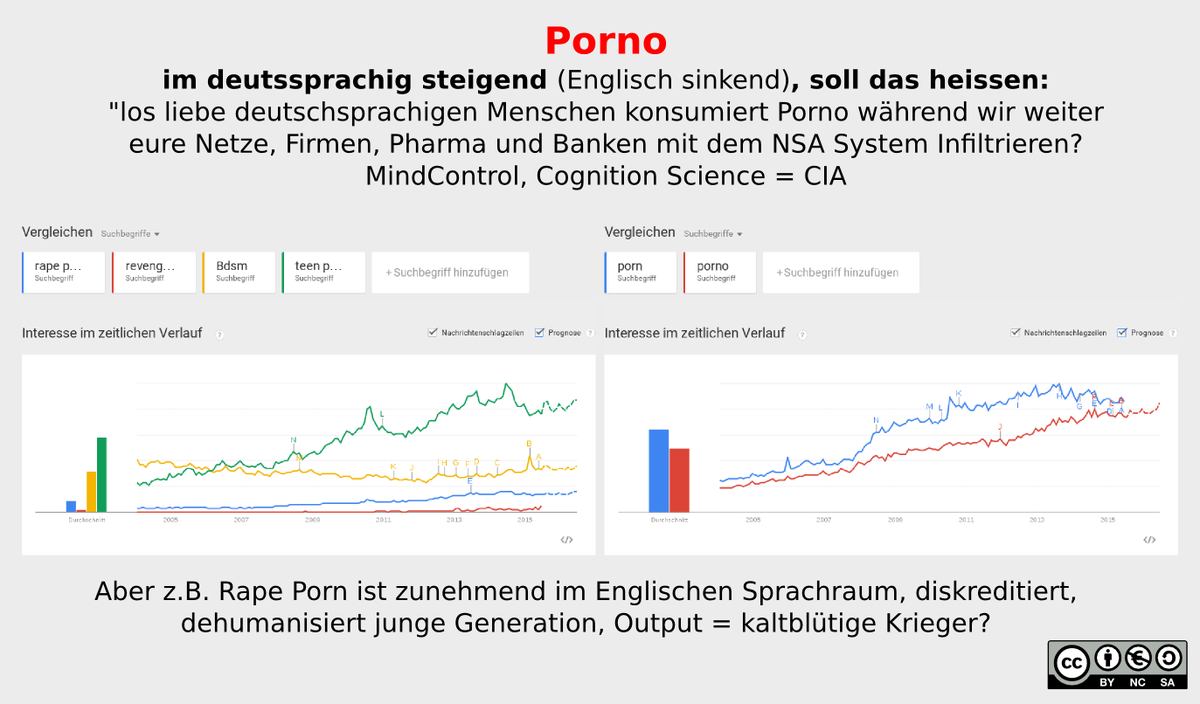 Porno
im deutssprachig steigend (Englisch sinkend), soll das heissen:
"los liebe deutschsprachigen Menschen konsumiert Porno während wir weiter
eure Netze, Firmen, Pharma und Banken mit dem NSA System Infiltrieren?
MindControl, Cognition Science = CIA
Vergleichen Suchbegriffe
rape p...
Suchbegriff
reveng...
Suchbegriff
Bdsm
Suchbegriff
teen p...
Suchbegriff
+ Suchbegriff hinzufügen
Interesse im zeitlichen Verlauf ?
Nachrichtenschlagzeilen Prognose ?
N
L
K J H G F D C B A
E
Durchschnitt 2005 2007 2009 2011 2013 2015
</>
Vergleichen Suchbegriffe
porn
Suchbegriff
porno
Suchbegriff
+ Suchbegriff hinzufügen
Interesse im zeitlichen Verlauf ?
Nachrichtenschlagzeilen Prognose ?
N M L K J I H G
Durchschnitt 2005 2007 2009 2011 2013 2015
</>
Aber z.B. Rape Porn ist zunehmend im Englischen Sprachraum, diskreditiert,
dehumanisiert junge Generation, Output = kaltblütige Krieger?
cc
BY NC SA